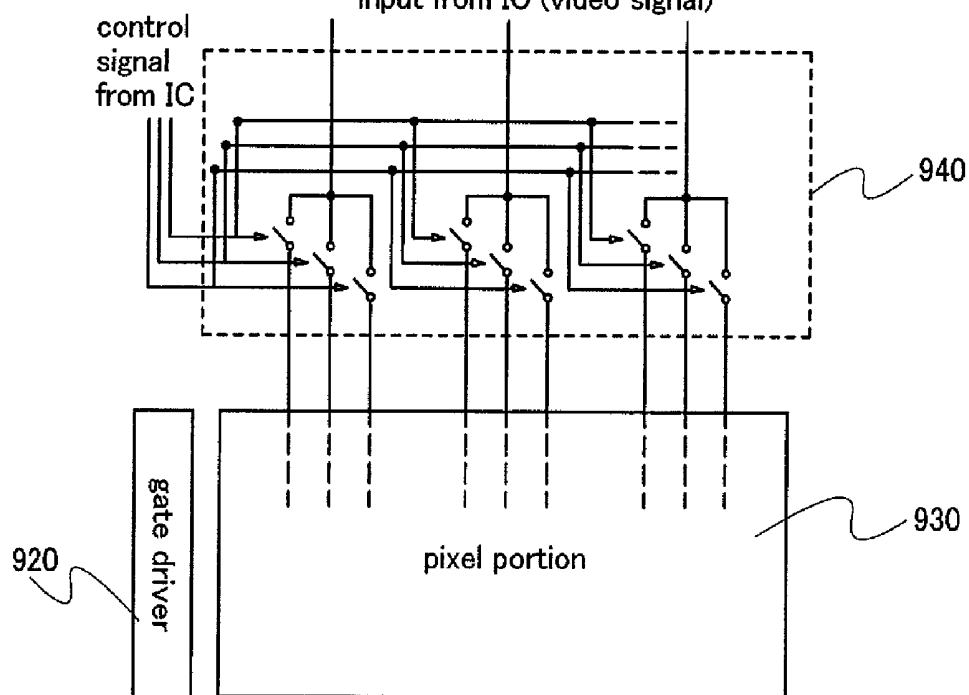 input from IC (video signal)
control
signal
from IC
940
gate driver
920
pixel portion
930